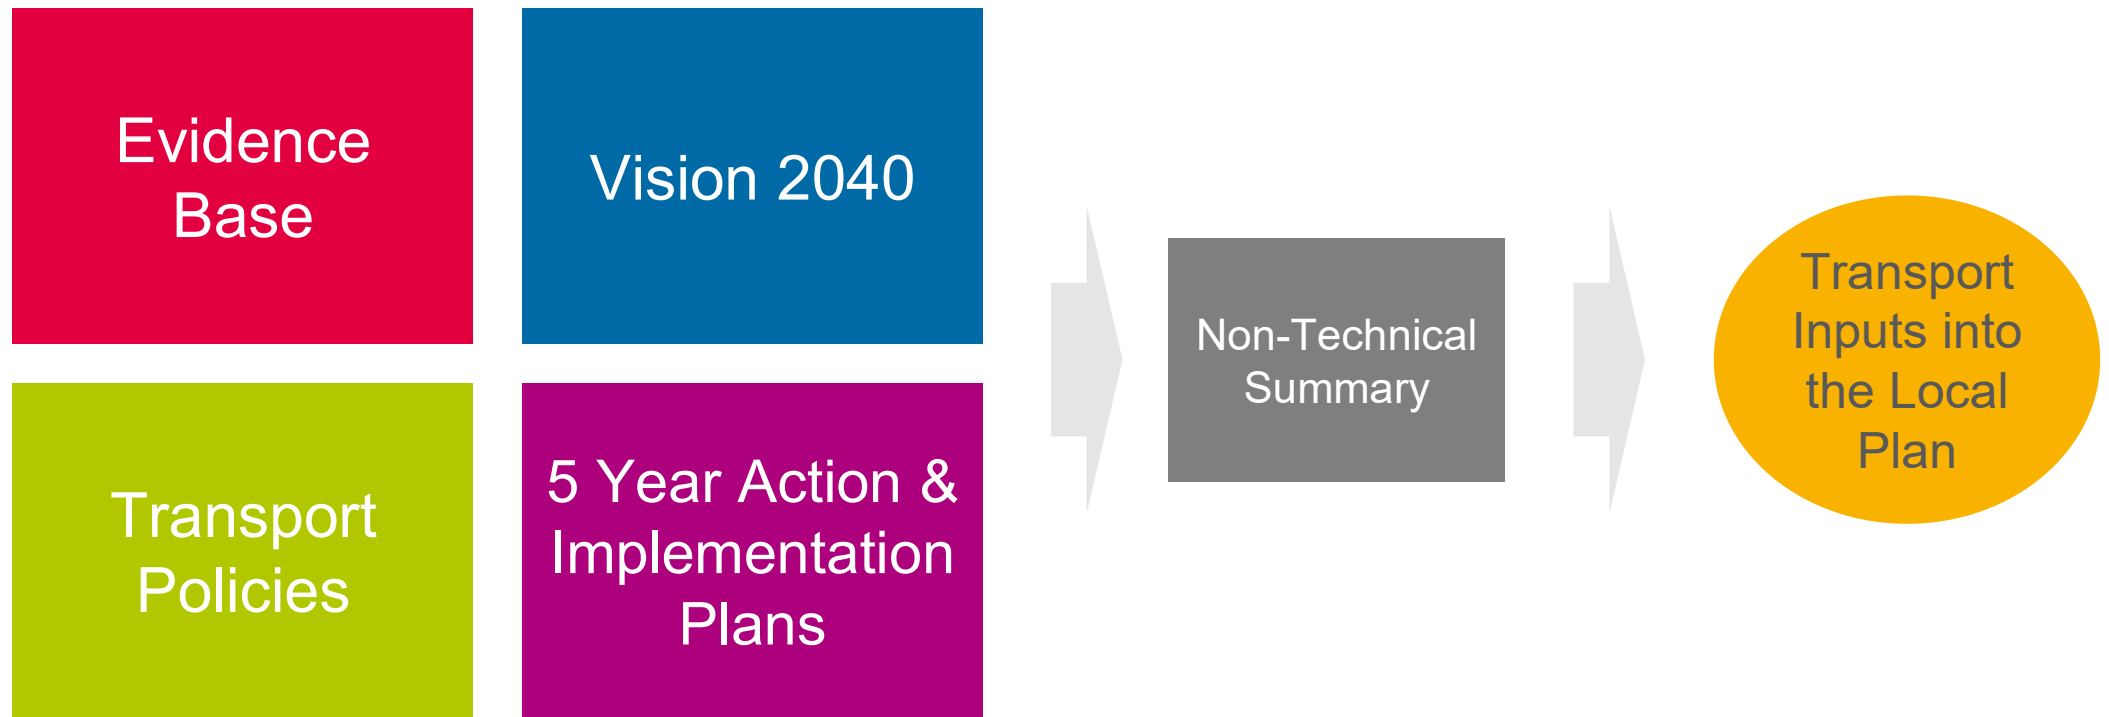 Evidence
Base
Vision 2040
Transport
Policies
5 Year Action &
Implementation
Plans
Non-Technical
Summary
Transport
Inputs into
the Local
Plan